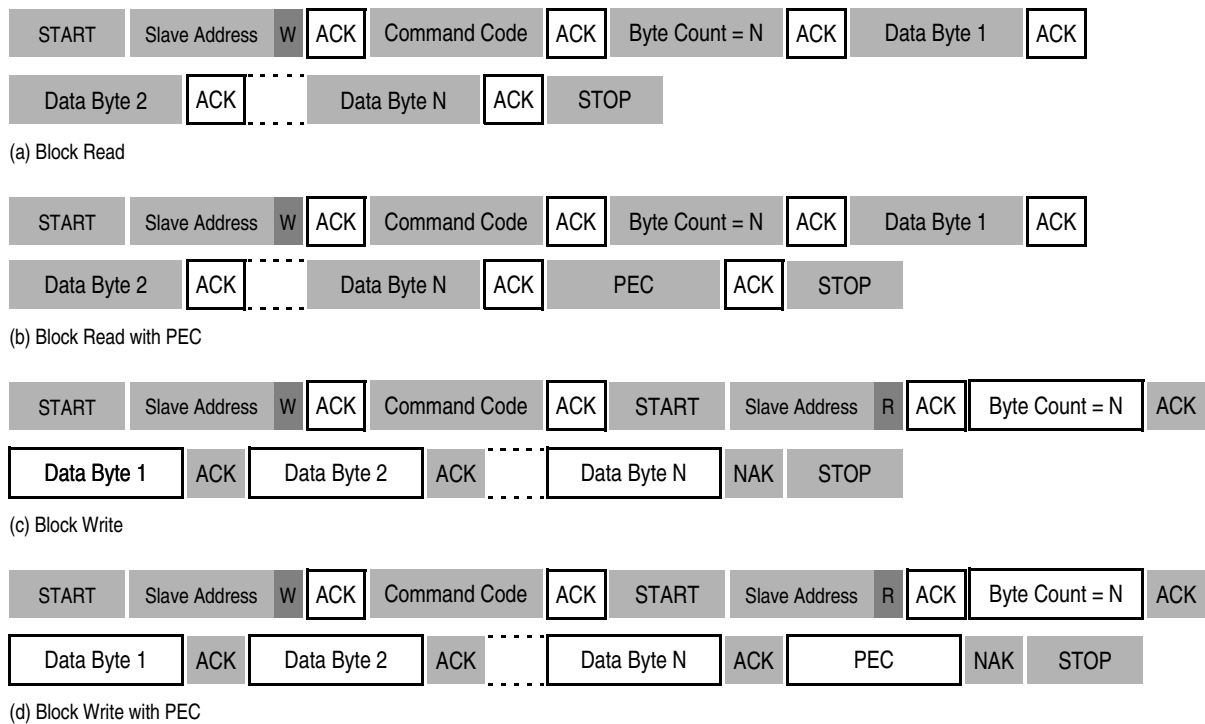 START Slave Address W ACK Command Code ACK Byte Count = N ACK Data Byte 1 ACK
Data Byte 2 ACK Data Byte N ACK STOP
(a) Block Read
START Slave Address W ACK Command Code ACK Byte Count = N ACK Data Byte 1 ACK
Data Byte 2 ACK Data Byte N ACK PEC ACK STOP
(b) Block Read with PEC
START Slave Address W ACK Command Code ACK START Slave Address R ACK Byte Count = N ACK
Data Byte 1 ACK Data Byte 2 ACK Data Byte N NAK STOP
(c) Block Write
START Slave Address W ACK Command Code ACK START Slave Address R ACK Byte Count = N ACK
Data Byte 1 ACK Data Byte 2 ACK Data Byte N ACK PEC NAK STOP
(d) Block Write with PEC